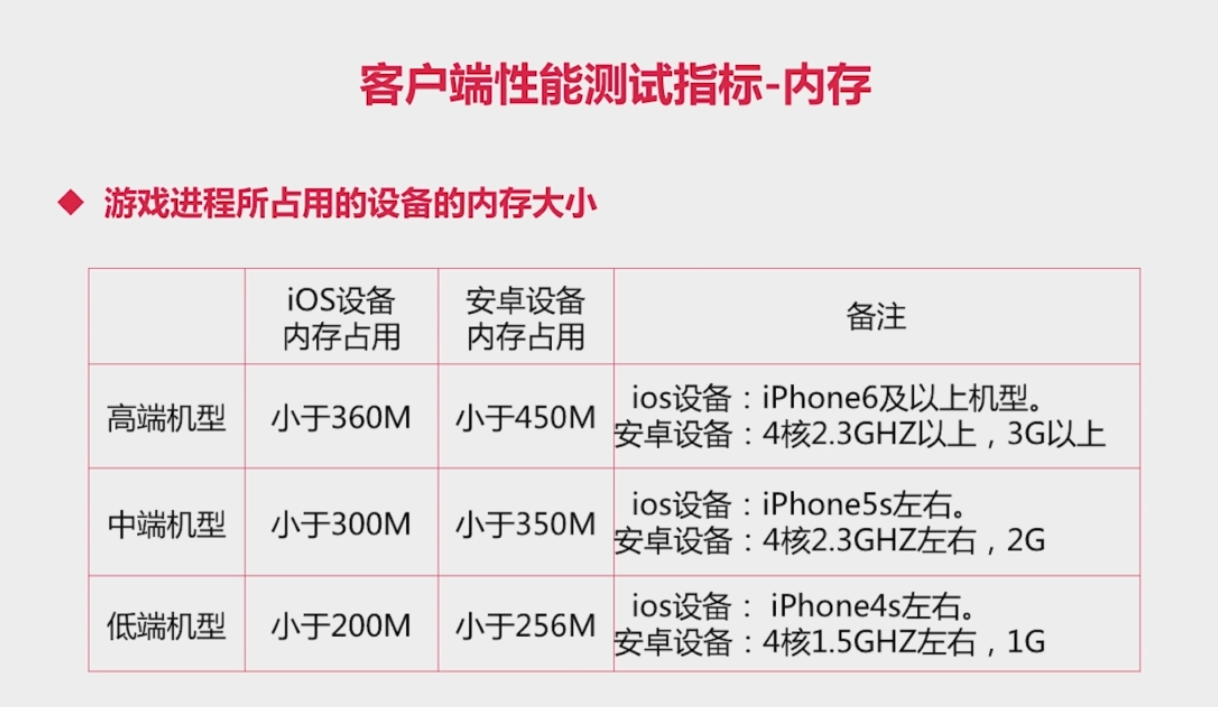 客户端性能测试指标-内存
游戏进程所占用的设备的内存大小
iOS设备
内存占用
安卓设备
内存占用
备注
高端机型
小于360M
小于450M
ios设备：iPhone6及以上机型。
安卓设备：4核2.3GHZ以上，3G以上
中端机型
小于300M
小于350M
ios设备：iPhone5s左右。
安卓设备：4核2.3GHZ左右，2G
低端机型
小于200M
小于256M
ios设备： iPhone4s左右。
安卓设备：4核1.5GHZ左右，1G